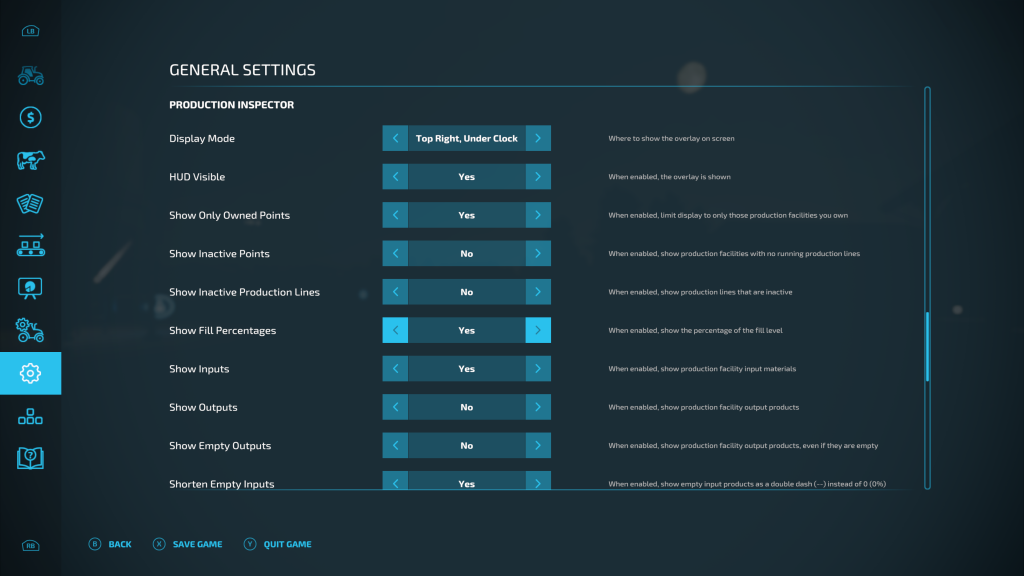 LB
GENERAL SETTINGS
PRODUCTION INSPECTOR
Display Mode Top Right, Under Clock Where to show the overlay on screen
HUD Visible Yes When enabled, the overlay is shown
Show Only Owned Points Yes When enabled, limit display to only those production facilities you own
Show Inactive Points No When enabled, show production facilities with no running production lines
Show Inactive Production Lines No When enabled, show production lines that are inactive
Show Fill Percentages Yes When enabled, show the percentage of the fill level
Show Inputs Yes When enabled, show production facility input materials
Show Outputs No When enabled, show production facility output products
Show Empty Outputs No When enabled, show production facility output products, even if they are empty
Shorten Empty Inputs Yes When enabled, show empty input products as a double dash (--) instead of 0 (0%)
RB
B BACK X SAVE GAME Y QUIT GAME